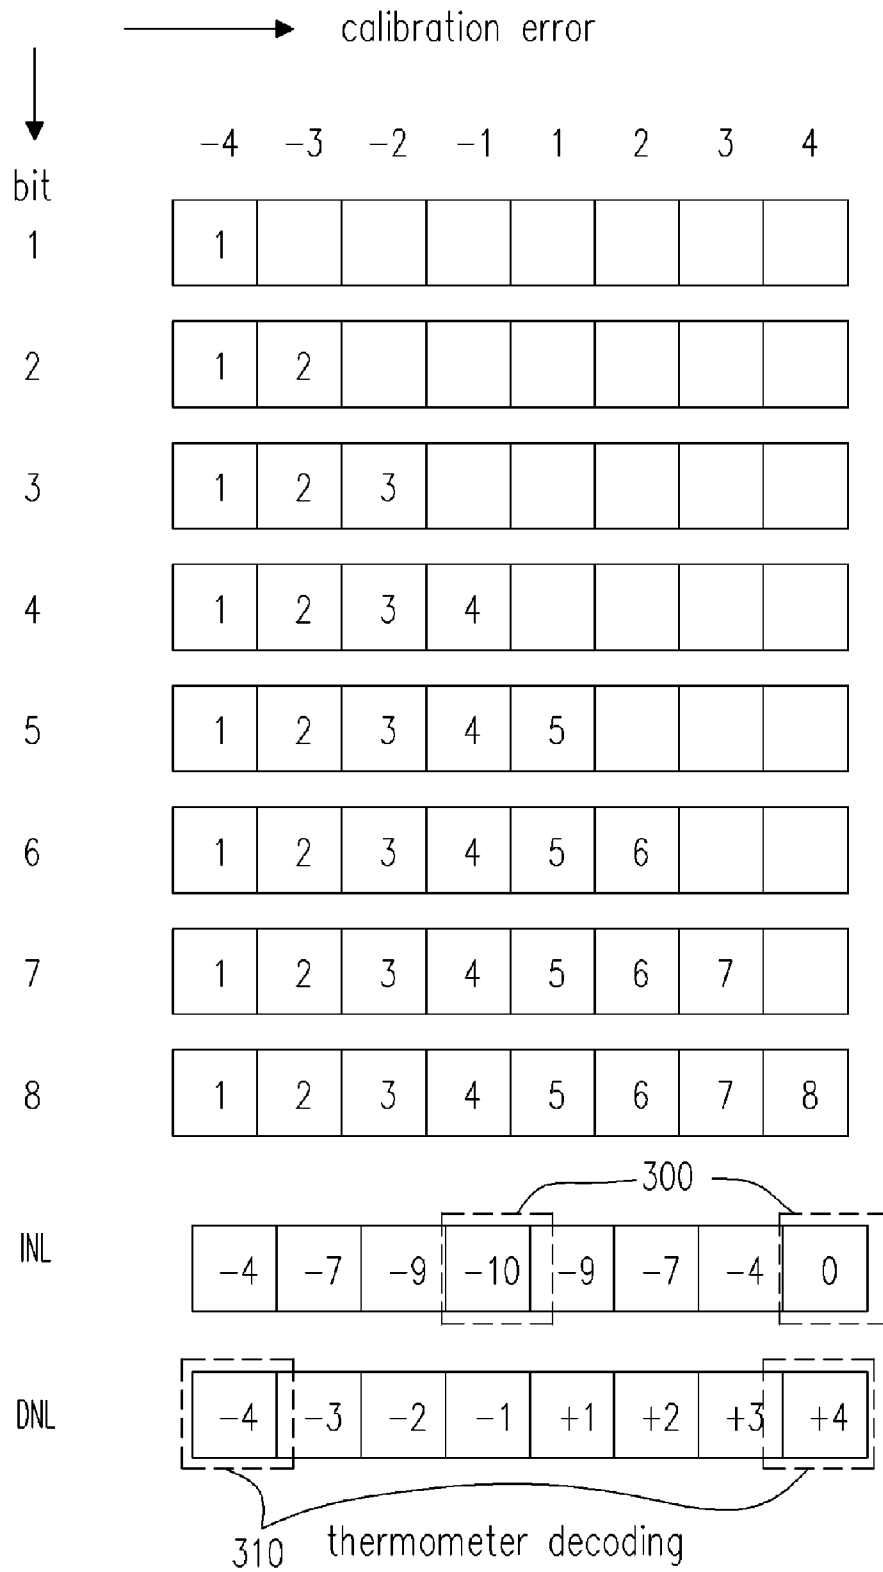 calibration error
-4 -3 -2 -1 1 2 3 4
bit
1 1
2 1 2
3 1 2 3
4 1 2 3 4
5 1 2 3 4 5
6 1 2 3 4 5 6
7 1 2 3 4 5 6 7
8 1 2 3 4 5 6 7 8
300
INL -4 -7 -9 -10 -9 -7 -4 0
DNL -4 -3 -2 -1 +1 +2 +3 +4
310 thermometer decoding